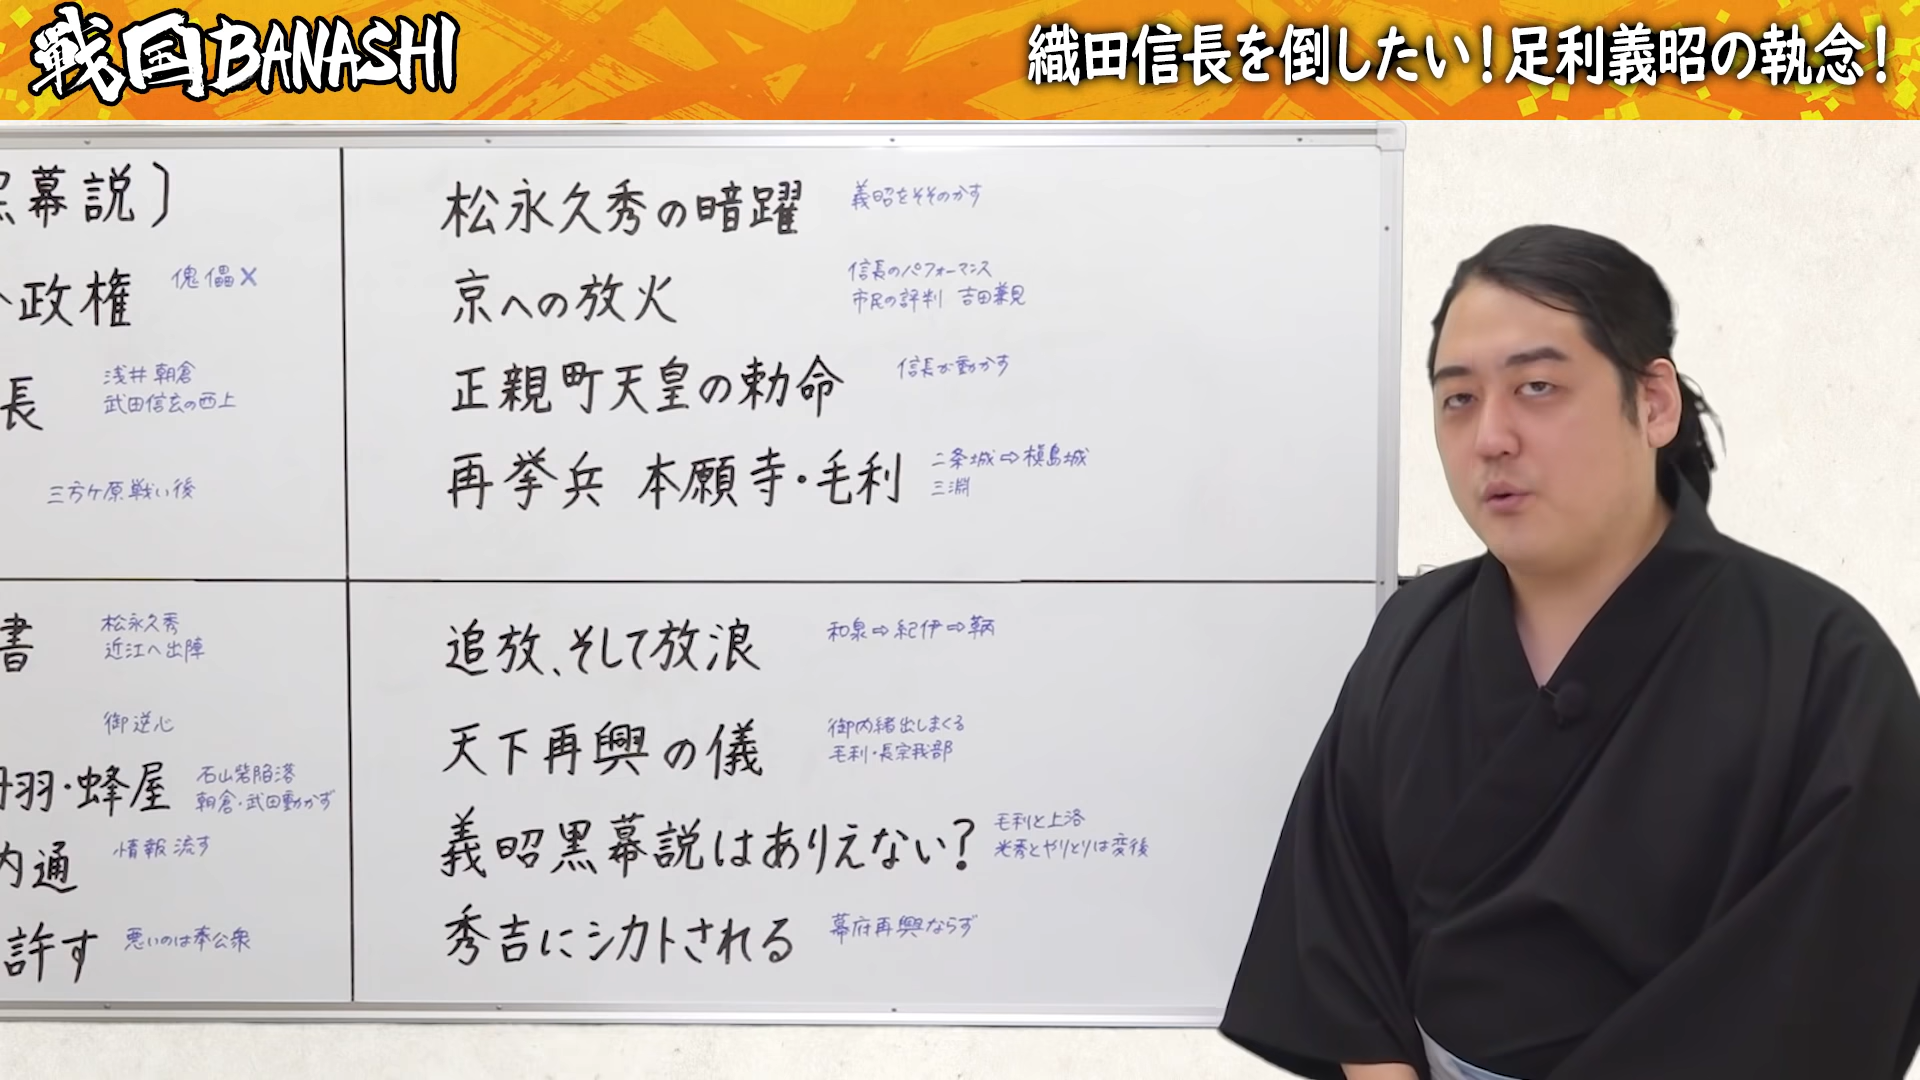 戦国BANASHI
織田信長を倒したい！足利義昭の執念！
黒幕説）
政権
傀儡×
長
浅井朝倉
武田信玄の西上
三方ケ原戦い後
松永久秀の暗躍
義昭をそそのかす
京への放火
信長のパフォーマンス
市民の評判 吉田兼見
正親町天皇の勅命
信長が動かす
再挙兵 本願寺・毛利
二条城⇨槇島城
三淵
書
松永久秀
近江へ出陣
御逆心
丹羽・蜂屋
石山砦陥落
朝倉・武田動かず
内通
情報流す
許す
悪いのは奉公衆
追放、そして放浪
和泉⇨紀伊⇨鞆
天下再興の儀
御内緒出しまくる
毛利・長宗我部
義昭黒幕説はありえない？
毛利と上洛
光秀とやりとりは変後
秀吉にシカトされる
幕府再興ならず